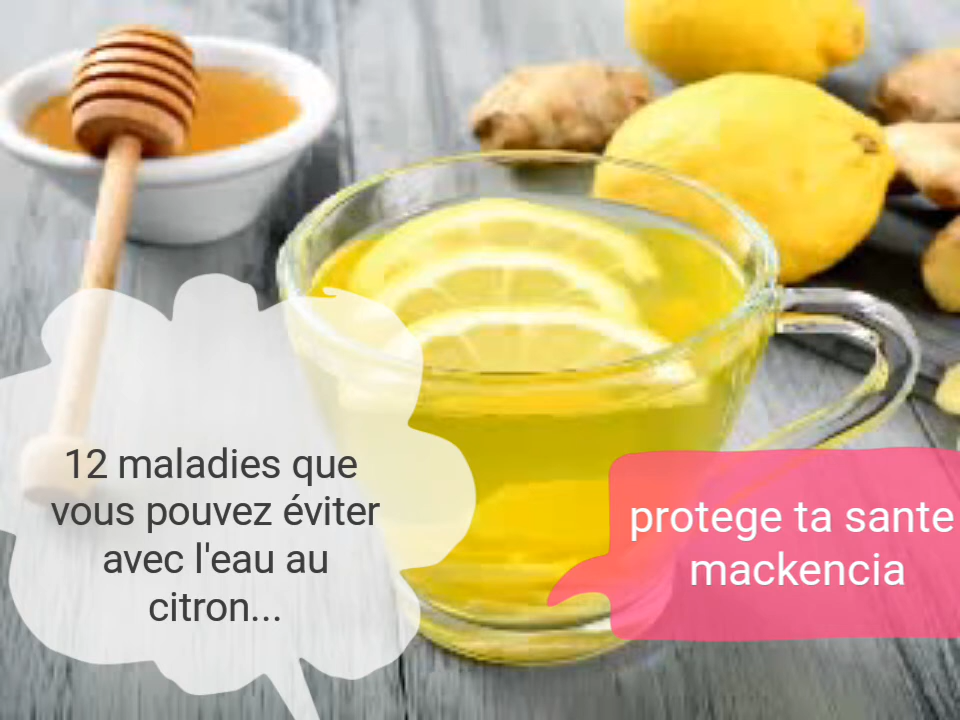 12 maladies que
vous pouvez éviter
avec l'eau au
citron...
protege ta sante
mackencia